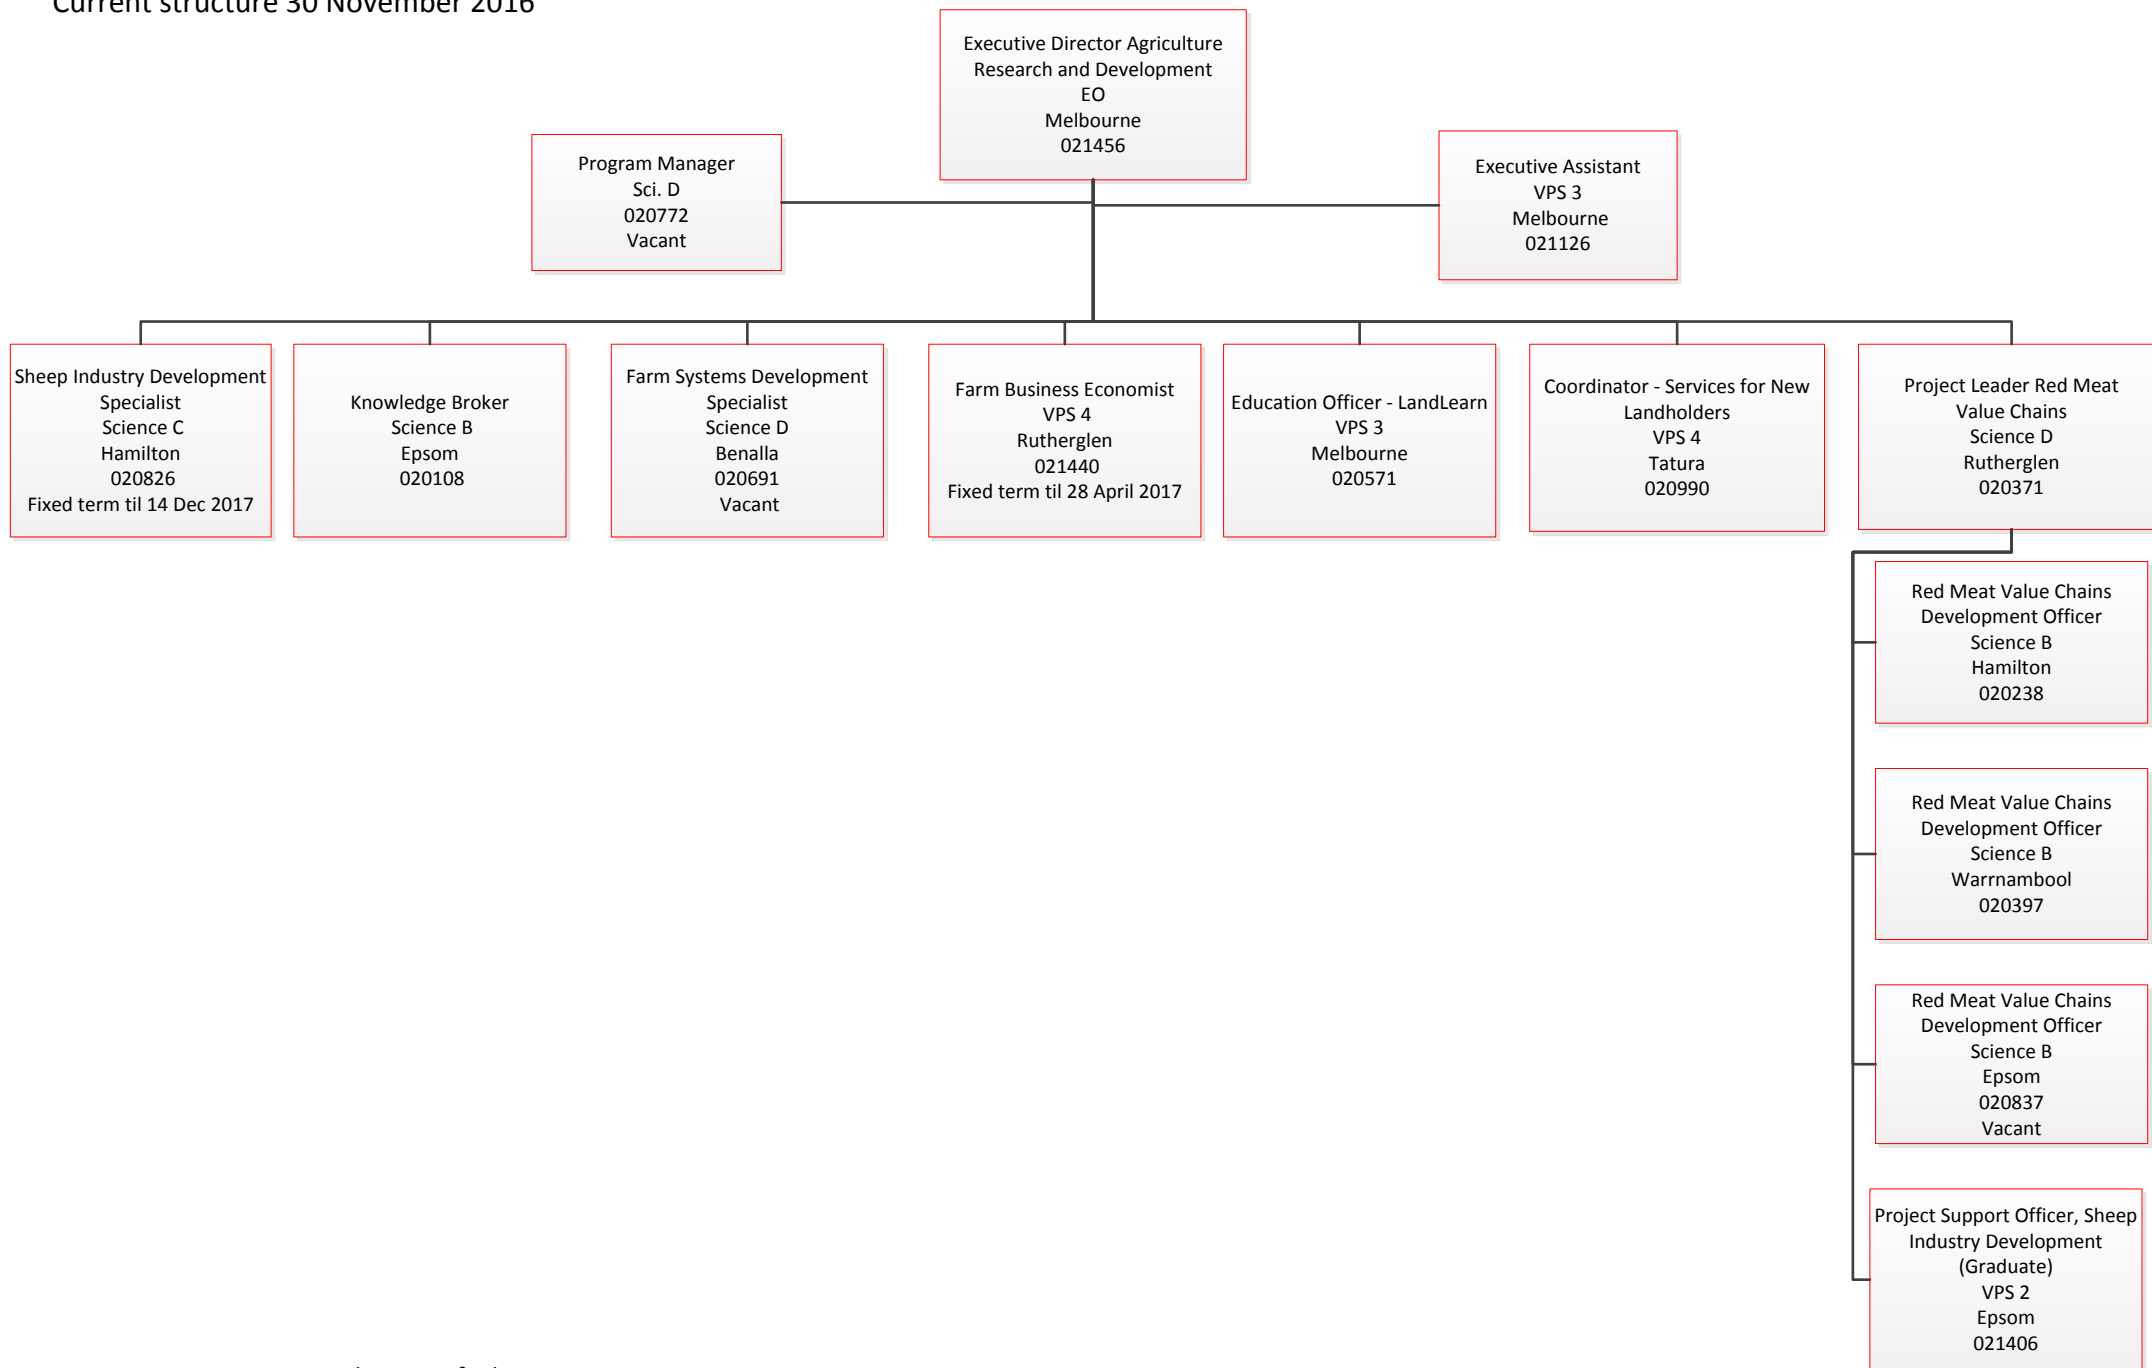 Current structure 30 November 2016
Executive Director Agriculture
Research and Development
EO
Melbourne
021456
Program Manager
Sci. D
020772
Vacant
Executive Assistant
VPS 3
Melbourne
021126
Sheep Industry Development
Specialist
Science C
Hamilton
020826
Fixed term til 14 Dec 2017
Knowledge Broker
Science B
Epsom
020108
Farm Systems Development
Specialist
Science D
Benalla
020691
Vacant
Farm Business Economist
VPS 4
Rutherglen
021440
Fixed term til 28 April 2017
Education Officer - LandLearn
VPS 3
Melbourne
020571
Coordinator - Services for New
Landholders
VPS 4
Tatura
020990
Project Leader Red Meat
Value Chains
Science D
Rutherglen
020371
Red Meat Value Chains
Development Officer
Science B
Hamilton
020238
Red Meat Value Chains
Development Officer
Science B
Warrnambool
020397
Red Meat Value Chains
Development Officer
Science B
Epsom
020837
Vacant
Project Support Officer, Sheep
Industry Development
(Graduate)
VPS 2
Epsom
021406